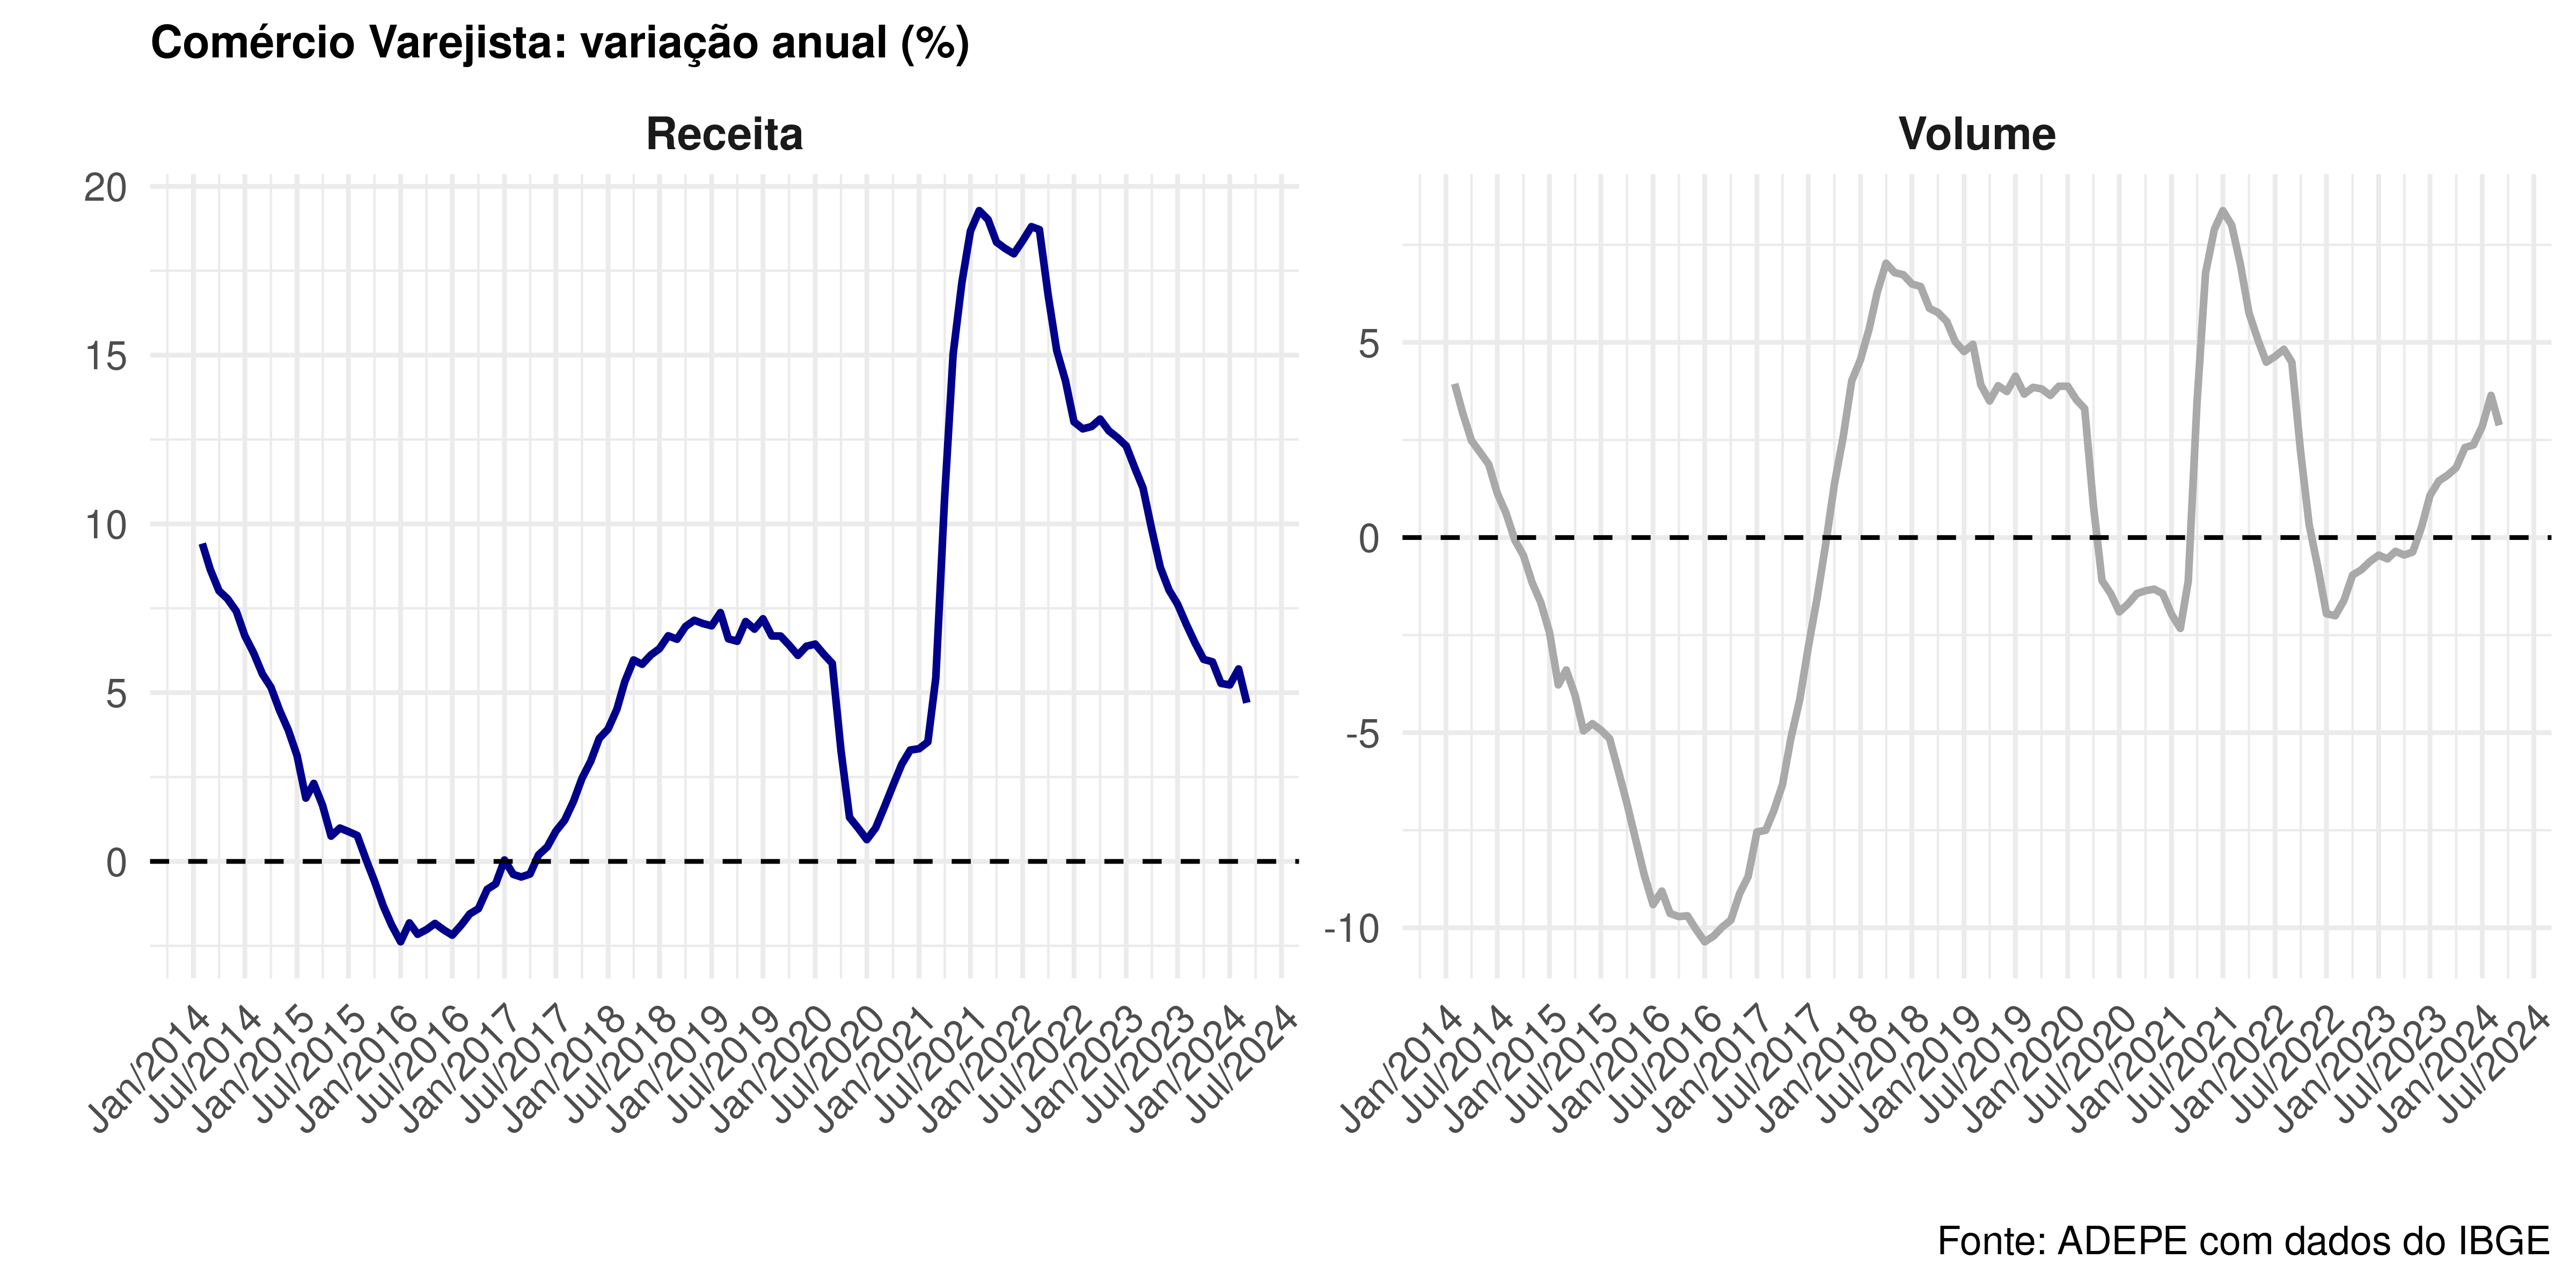 Comércio Varejista: variação anual (%)
Receita
20
15
10
5
0
Jan/2014
Jul/2014
Jan/2015
Jul/2015
Jan/2016
Jul/2016
Jan/2017
Jul/2017
Jan/2018
Jul/2018
Jan/2019
Jul/2019
Jan/2020
Jul/2020
Jan/2021
Jul/2021
Jan/2022
Jul/2022
Jan/2023
Jul/2023
Jan/2024
Jul/2024
Volume
5
0
-5
-10
Jan/2014
Jul/2014
Jan/2015
Jul/2015
Jan/2016
Jul/2016
Jan/2017
Jul/2017
Jan/2018
Jul/2018
Jan/2019
Jul/2019
Jan/2020
Jul/2020
Jan/2021
Jul/2021
Jan/2022
Jul/2022
Jan/2023
Jul/2023
Jan/2024
Jul/2024
Fonte: ADEPE com dados do IBGE